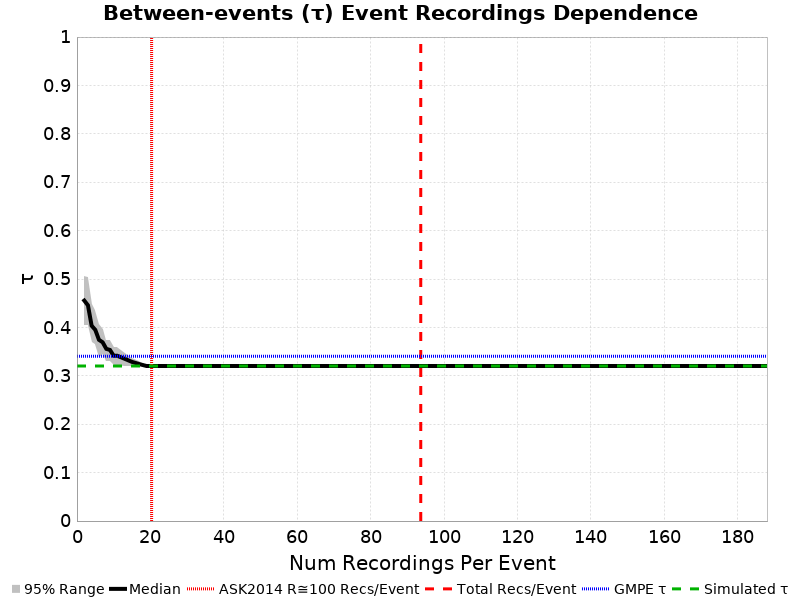 Between-events (τ) Event Recordings Dependence
1
0.9
0.8
0.7
0.6
0.5
0.4
0.3
0.2
0.1
0
τ
0 20 40 60 80 100 120 140 160 180
Num Recordings Per Event
95% Range Median ASK2014 R≅100 Recs/Event Total Recs/Event GMPE τ Simulated τ